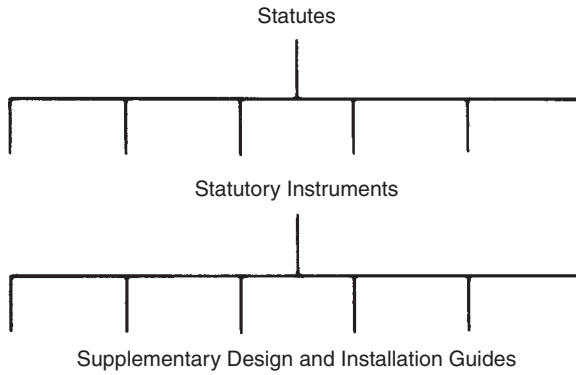 Statutes
Statutory Instruments
Supplementary Design and Installation Guides